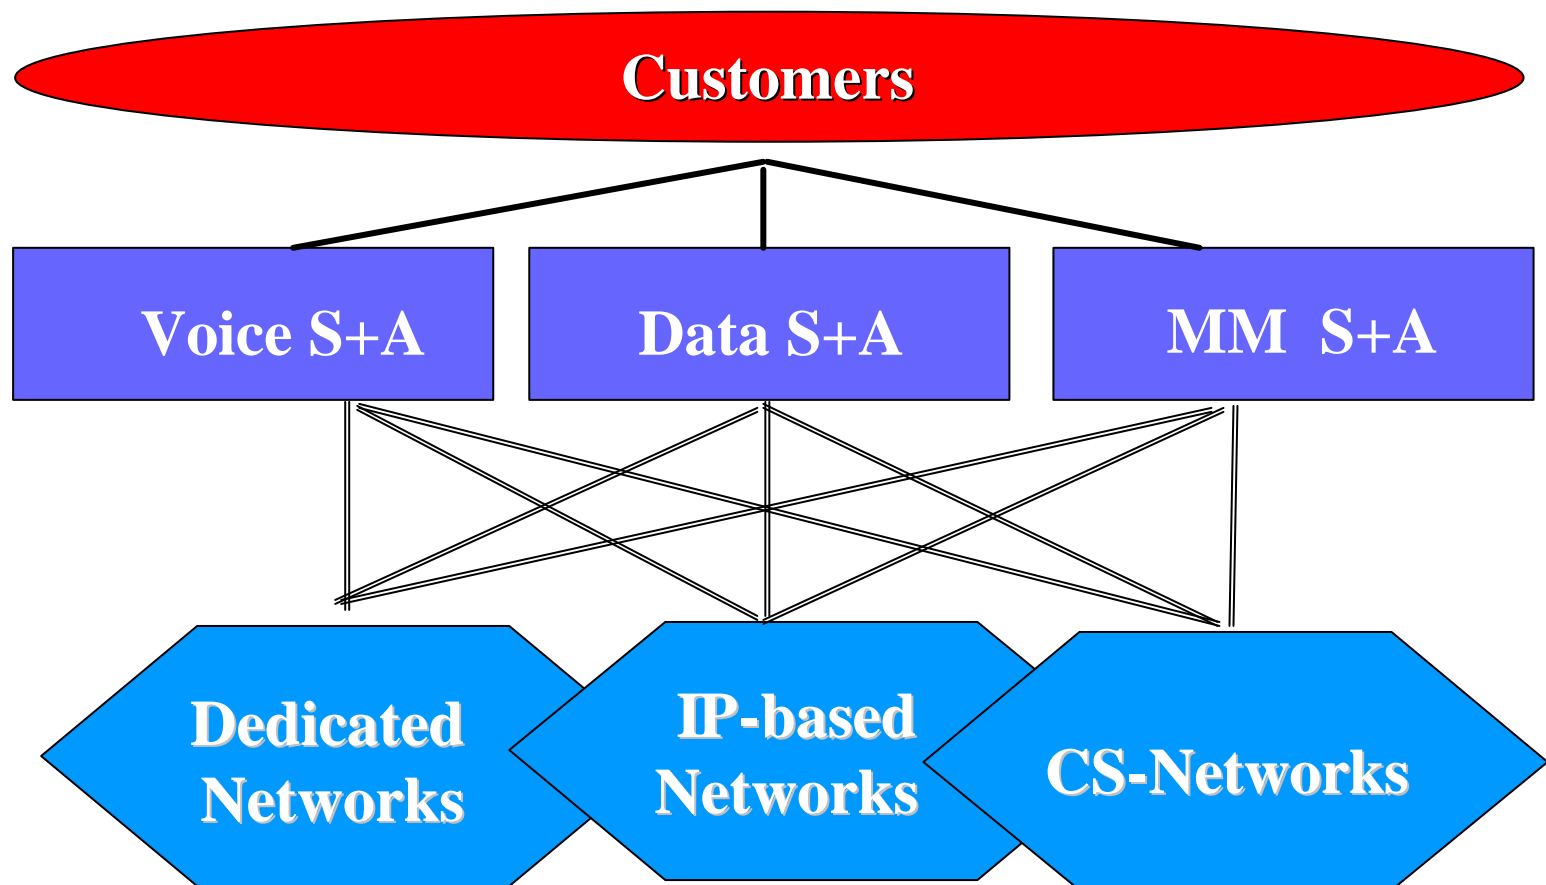 Customers
Voice S+A
Data S+A
MM  S+A
Dedicated
Networks
IP-based
Networks
CS-Networks